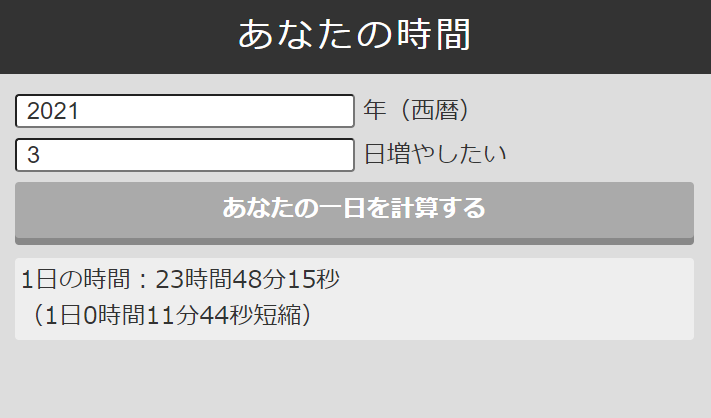 あなたの時間
2021 年（西暦）
3 日増やしたい
あなたの一日を計算する
1日の時間：23時間48分15秒
（1日0時間11分44秒短縮）